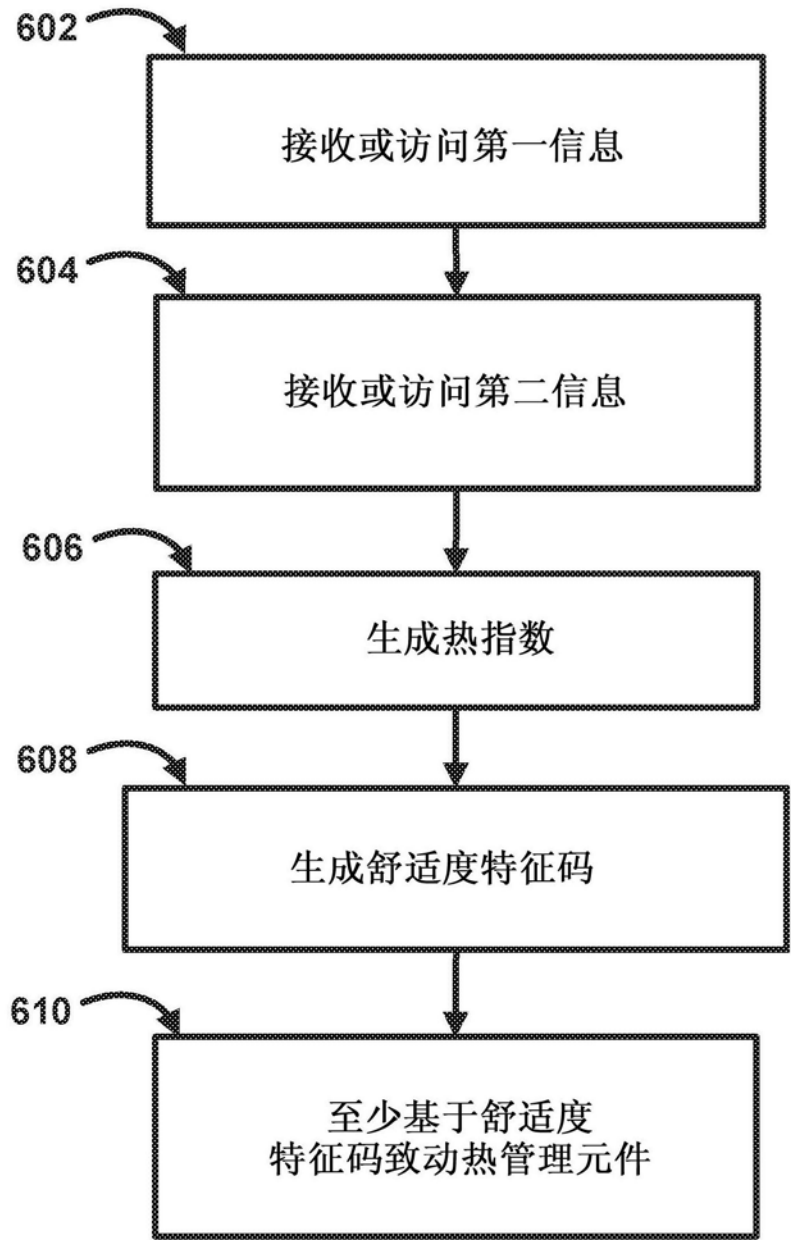 602
接收或访问第一信息
604
接收或访问第二信息
606
生成热指数
608
生成舒适度特征码
610
至少基于舒适度
特征码致动热管理元件